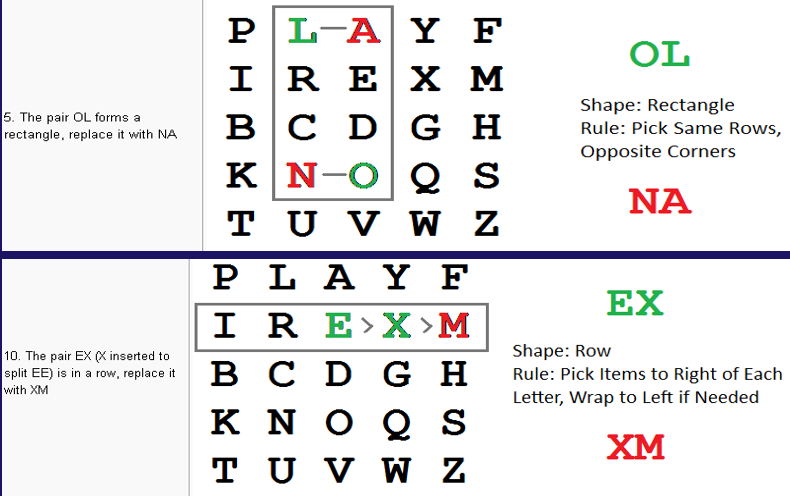 5. The pair OL forms a
rectangle, replace it with NA
P L A Y F
I R E X M
B C D G H
K N O Q S
T U V W Z
OL
Shape: Rectangle
Rule: Pick Same Rows,
Opposite Corners
NA
10. The pair EX (X inserted to
split EE) is in a row, replace it
with XM
P L A Y F
I R E > X > M
B C D G H
K N O Q S
T U V W Z
EX
Shape: Row
Rule: Pick Items to Right of Each
Letter, Wrap to Left if Needed
XM